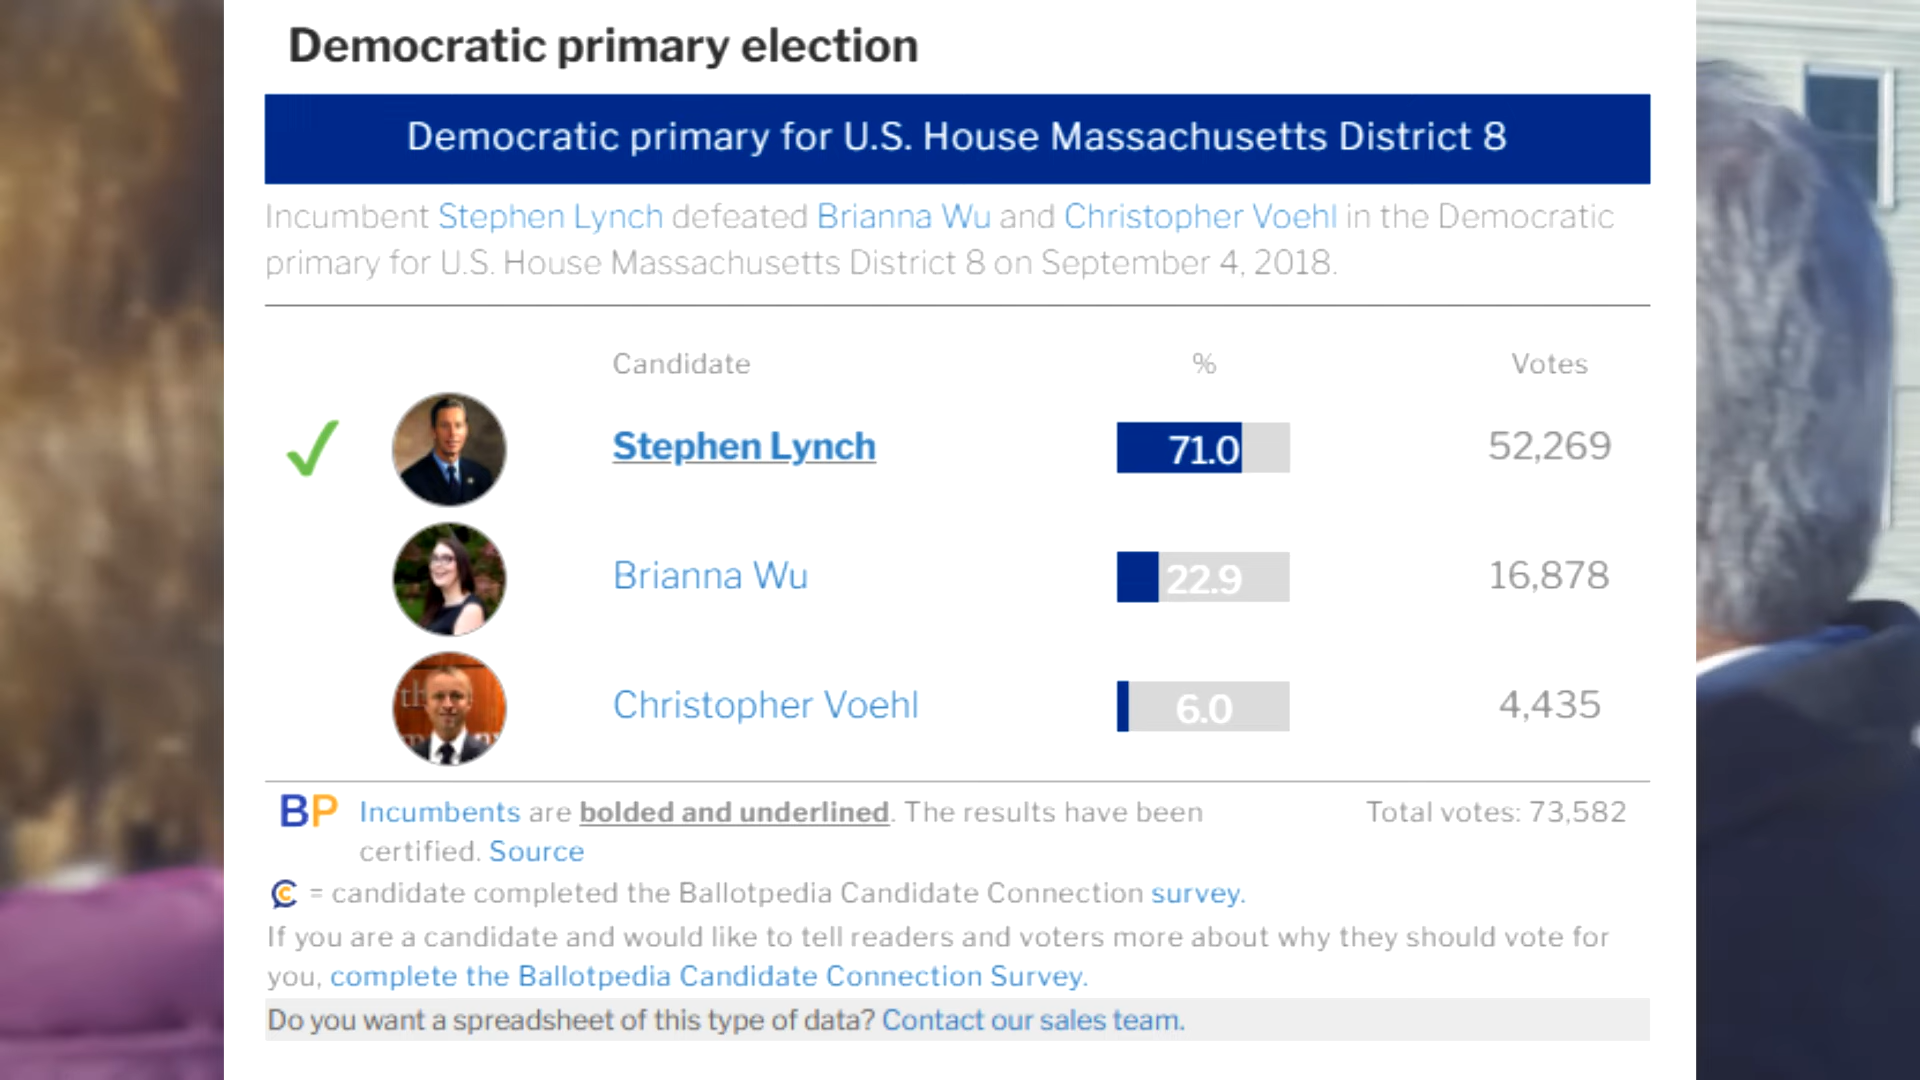 Democratic primary election
Democratic primary for U.S. House Massachusetts District 8
Incumbent Stephen Lynch defeated Brianna Wu and Christopher Voehl in the Democratic
primary for U.S. House Massachusetts District 8 on September 4, 2018.
Candidate % Votes
Stephen Lynch 71.0 52,269
Brianna Wu 22.9 16,878
Christopher Voehl 6.0 4,435
BP Incumbents are bolded and underlined. The results have been Total votes: 73,582
certified. Source
C = candidate completed the Ballotpedia Candidate Connection survey.
If you are a candidate and would like to tell readers and voters more about why they should vote for
you, complete the Ballotpedia Candidate Connection Survey.
Do you want a spreadsheet of this type of data? Contact our sales team.